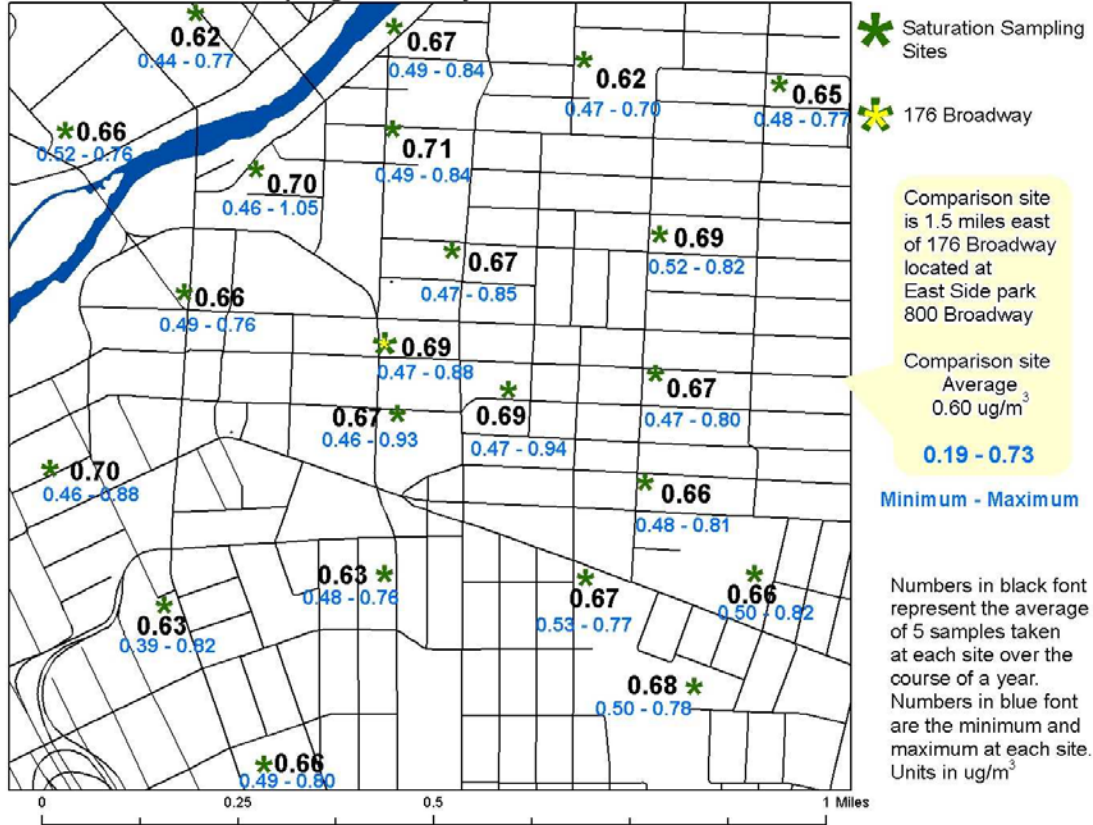 0.62
0.44 - 0.77
0.67
0.49 - 0.84
0.62
0.47 - 0.70
0.65
0.48 - 0.77
0.66
0.52 - 0.76
0.71
0.49 - 0.84
0.70
0.46 - 1.05
0.69
0.52 - 0.82
0.67
0.47 - 0.85
0.66
0.49 - 0.76
0.69
0.47 - 0.88
0.67
0.46 - 0.93
0.69
0.47 - 0.94
0.67
0.47 - 0.80
0.70
0.46 - 0.88
0.66
0.48 - 0.81
0.63
0.48 - 0.76
0.67
0.53 - 0.77
0.66
0.50 - 0.82
0.63
0.39 - 0.82
0.68
0.50 - 0.78
0.66
0.49 - 0.80
0
0.25
0.5
1 Miles
Saturation Sampling
Sites
176 Broadway
Comparison site
is 1.5 miles east
of 176 Broadway
located at
East Side park
800 Broadway
Comparison site
Average
0.60 ug/m³
0.19 - 0.73
Minimum - Maximum
Numbers in black font
represent the average
of 5 samples taken
at each site over the
course of a year.
Numbers in blue font
are the minimum and
maximum at each site.
Units in ug/m³